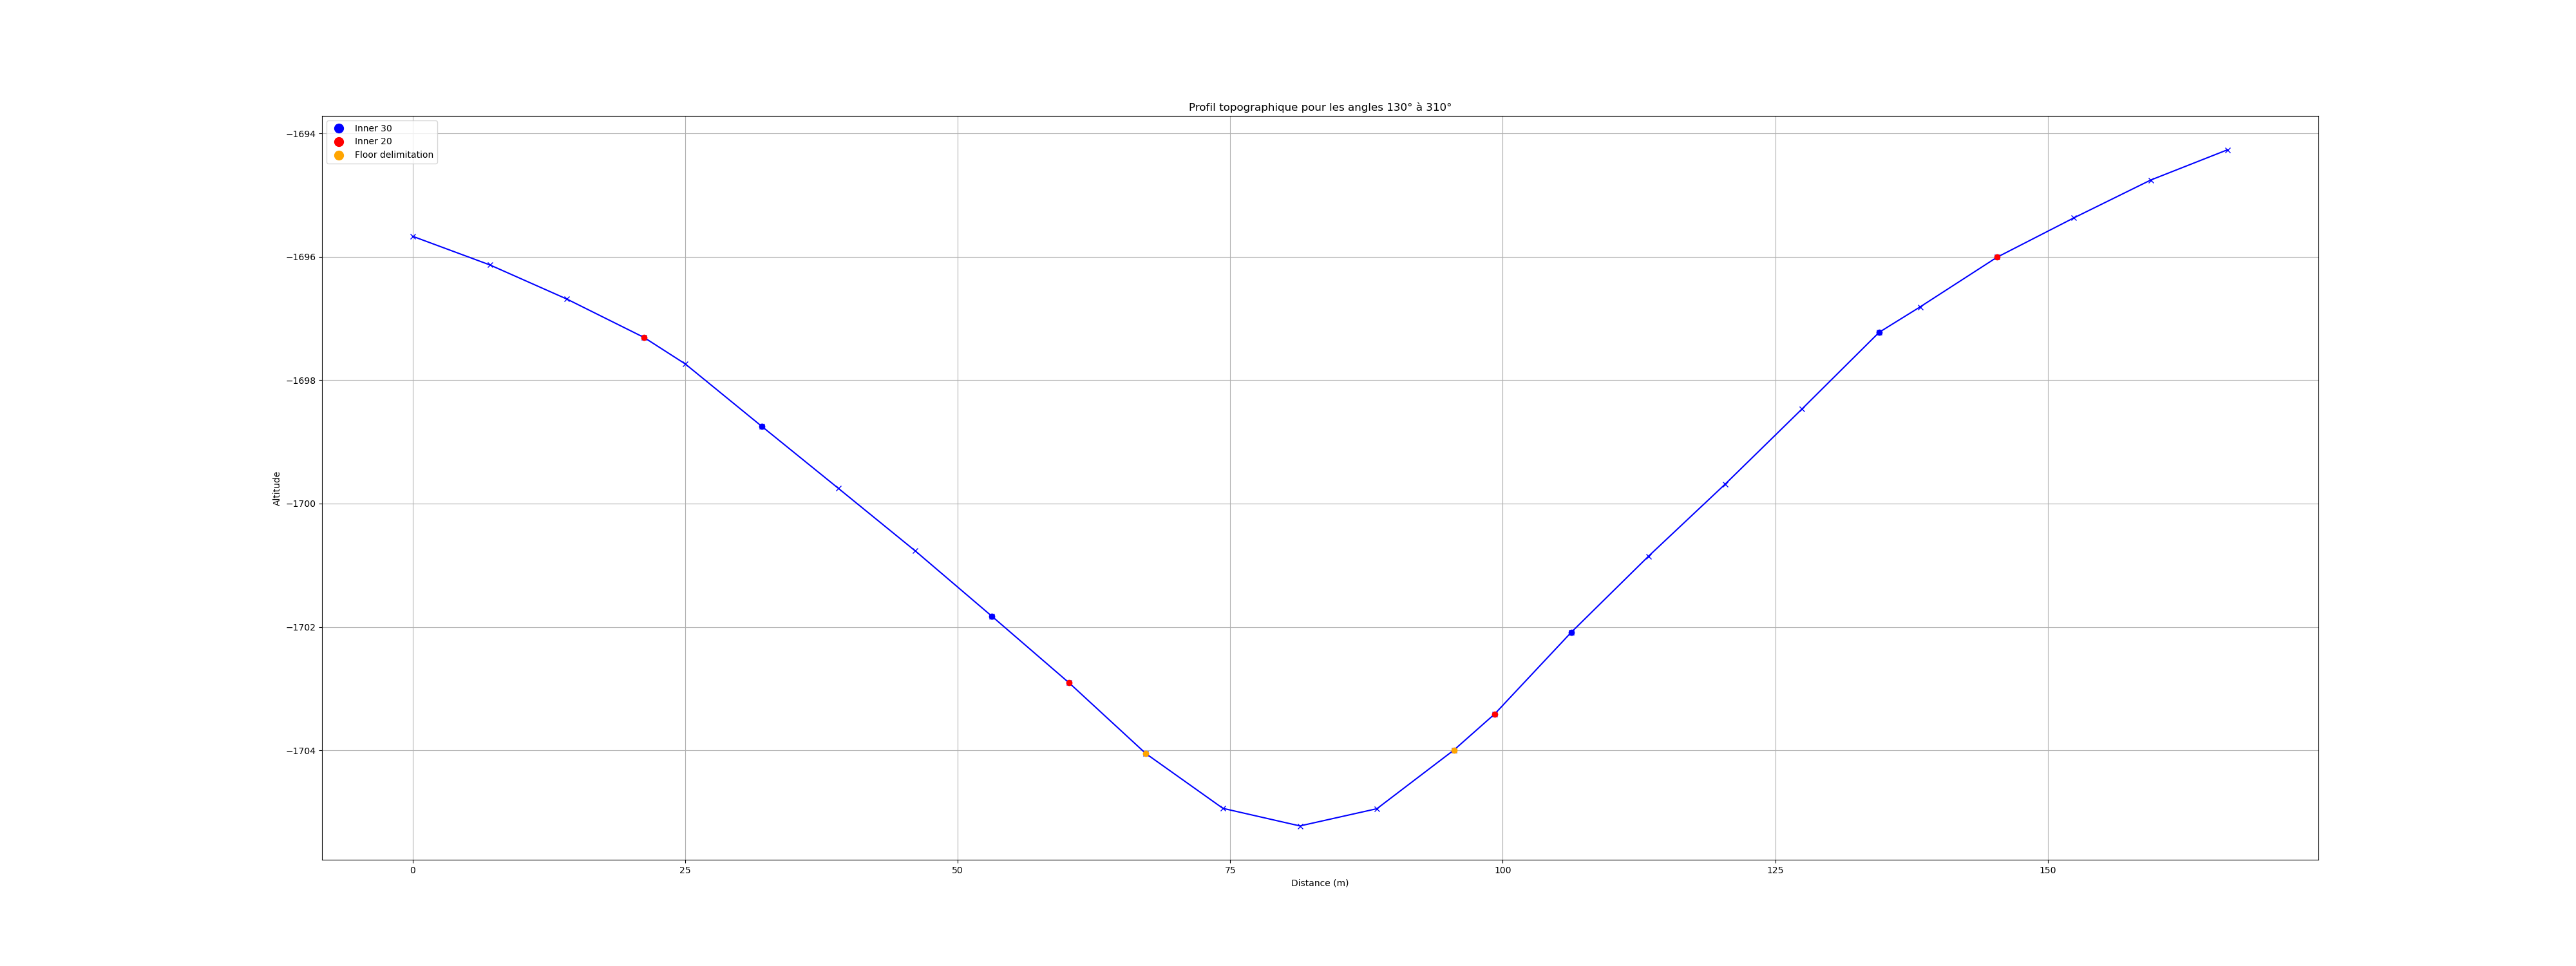 Profil topographique pour les angles 130° à 310°
Inner 30
Inner 20
Floor delimitation
−1694
−1696
−1698
−1700
−1702
−1704
Altitude
0 25 50 75 100 125 150
Distance (m)